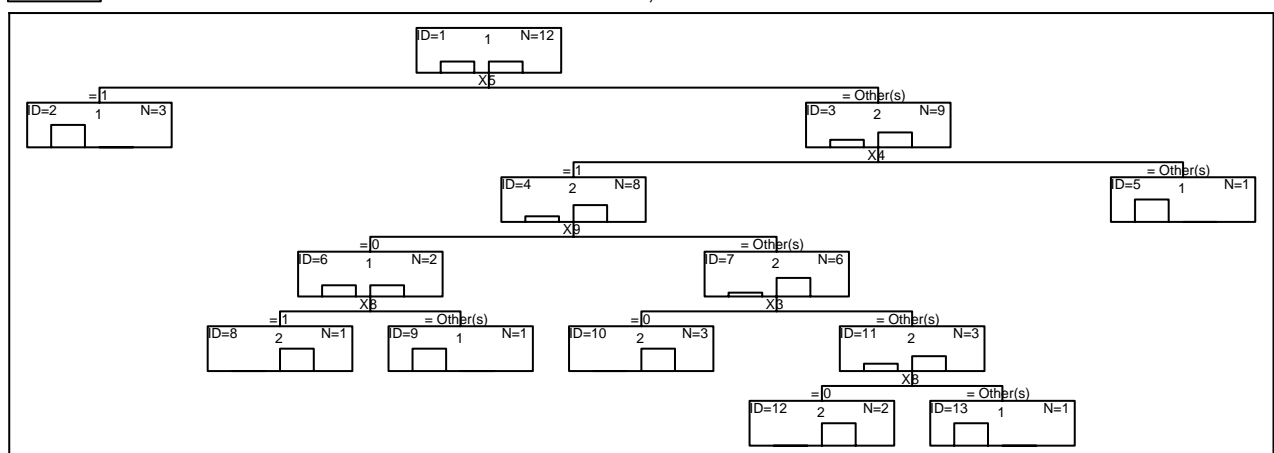 ID=1 1 N=12
X5
=1 = Other(s)
ID=2 1 N=3 ID=3 2 N=9
X4
=1 = Other(s)
ID=4 2 N=8 ID=5 1 N=1
X9
=0 = Other(s)
ID=6 1 N=2 ID=7 2 N=6
X8 X3
=1 = Other(s) =0 = Other(s)
ID=8 2 N=1 ID=9 1 N=1 ID=10 2 N=3 ID=11 2 N=3
X8
=0 = Other(s)
ID=12 2 N=2 ID=13 1 N=1